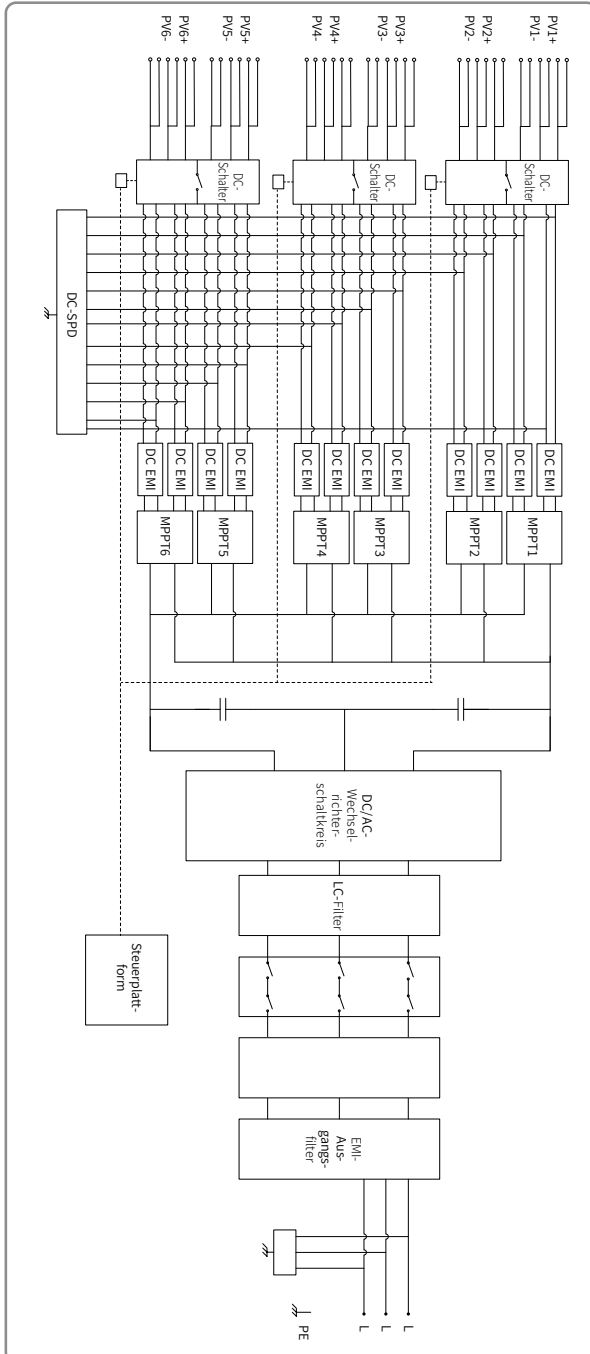 PV1+
PV1-
PV2+
PV2-
PV3+
PV3-
PV4+
PV4-
PV5+
PV5-
PV6+
PV6-
DC-
Schalter
DC-
Schalter
DC-
Schalter
DC-SPD
DC EMI
DC EMI
DC EMI
DC EMI
DC EMI
DC EMI
DC EMI
DC EMI
DC EMI
DC EMI
DC EMI
DC EMI
MPPT1
MPPT2
MPPT3
MPPT4
MPPT5
MPPT6
DC/AC-
Wechsel-
richter-
schaltkreis
LC-Filter
Steuerplatt-
form
EMI-
Aus-
gangs-
filter
L
L
L
PE